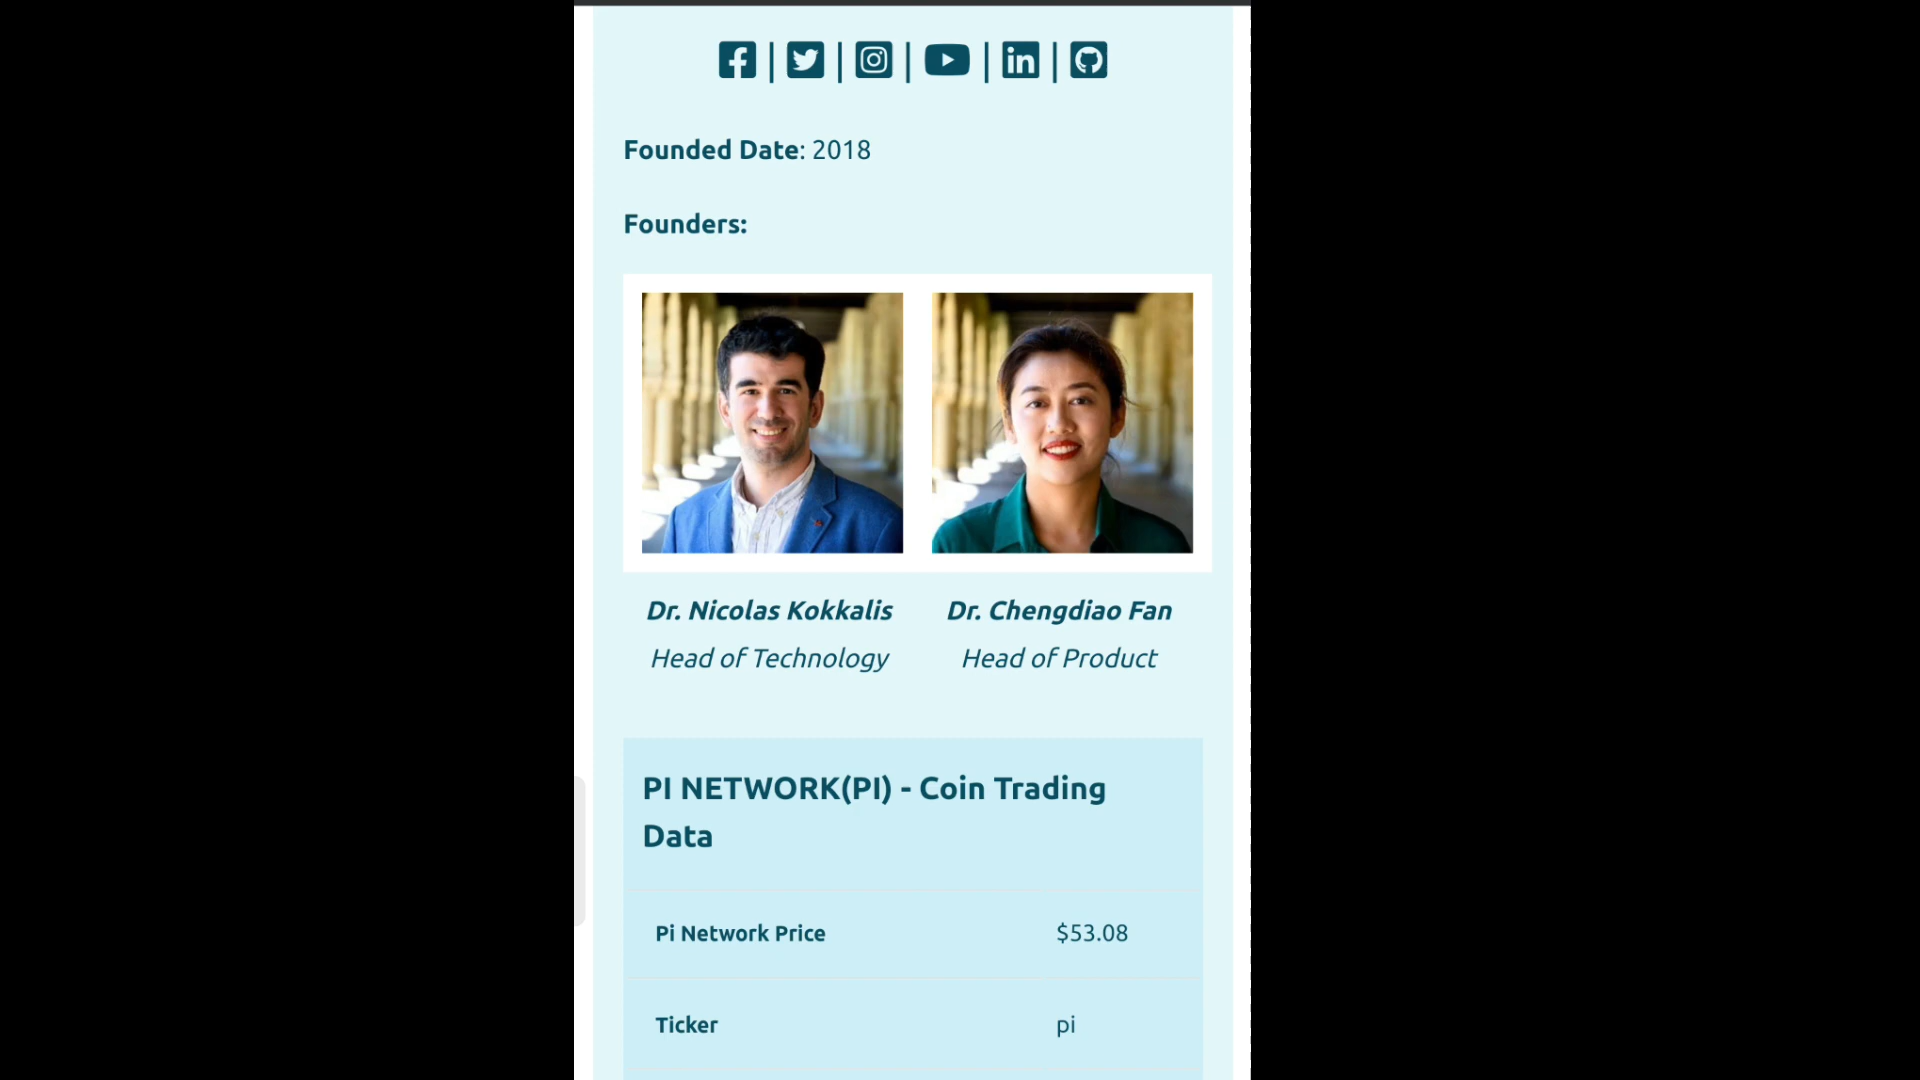 Founded Date: 2018
Founders:
Dr. Nicolas Kokkalis Dr. Chengdiao Fan
Head of Technology Head of Product
PI NETWORK(PI) - Coin Trading
Data
Pi Network Price $53.08
Ticker pi